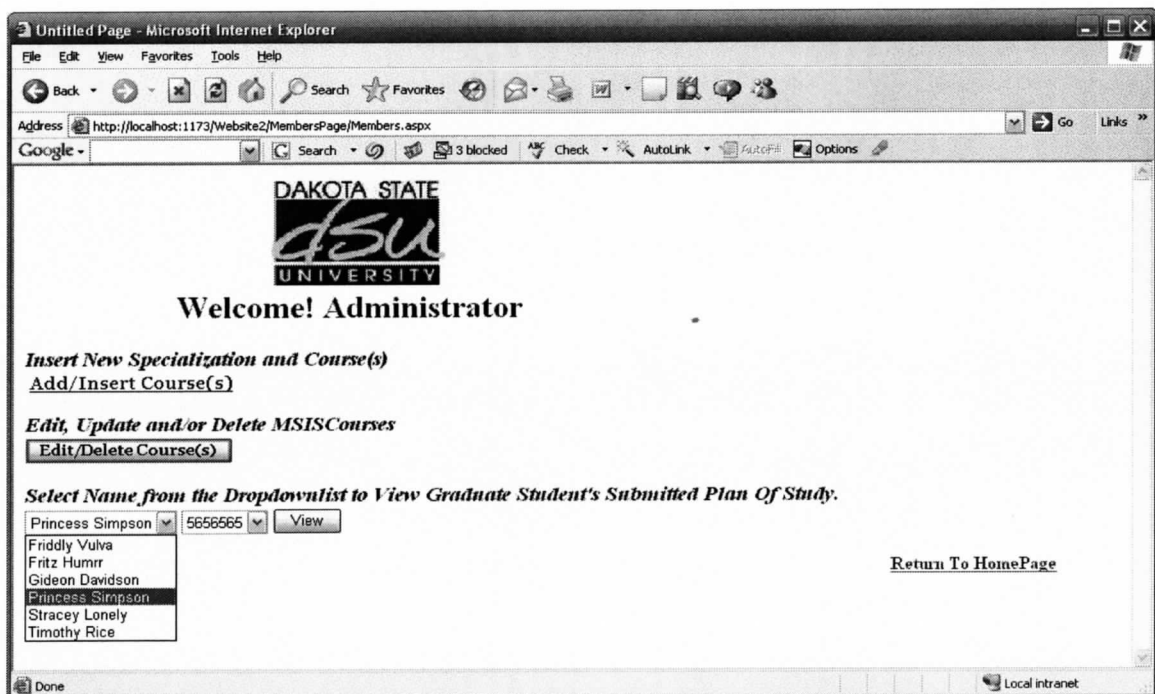 Untitled Page - Microsoft Internet Explorer
File Edit View Favorites Tools Help
Back Search Favorites
Address http://localhost:1173/Website2/MembersPage/Members.aspx Go Links »
Google Search 3 blocked ABC Check AutoLink AutoFill Options
DAKOTA STATE
dsu
UNIVERSITY
Welcome! Administrator
Insert New Specialization and Course(s)
Add/Insert Course(s)
Edit, Update and/or Delete MSISCourses
Edit/Delete Course(s)
Select Name from the Dropdownlist to View Graduate Student's Submitted Plan Of Study.
Princess Simpson 5656565 View
Friddly Vulva
Fritz Humrr
Gideon Davidson
Princess Simpson
Stracey Lonely
Timothy Rice
Return To HomePage
Done Local intranet